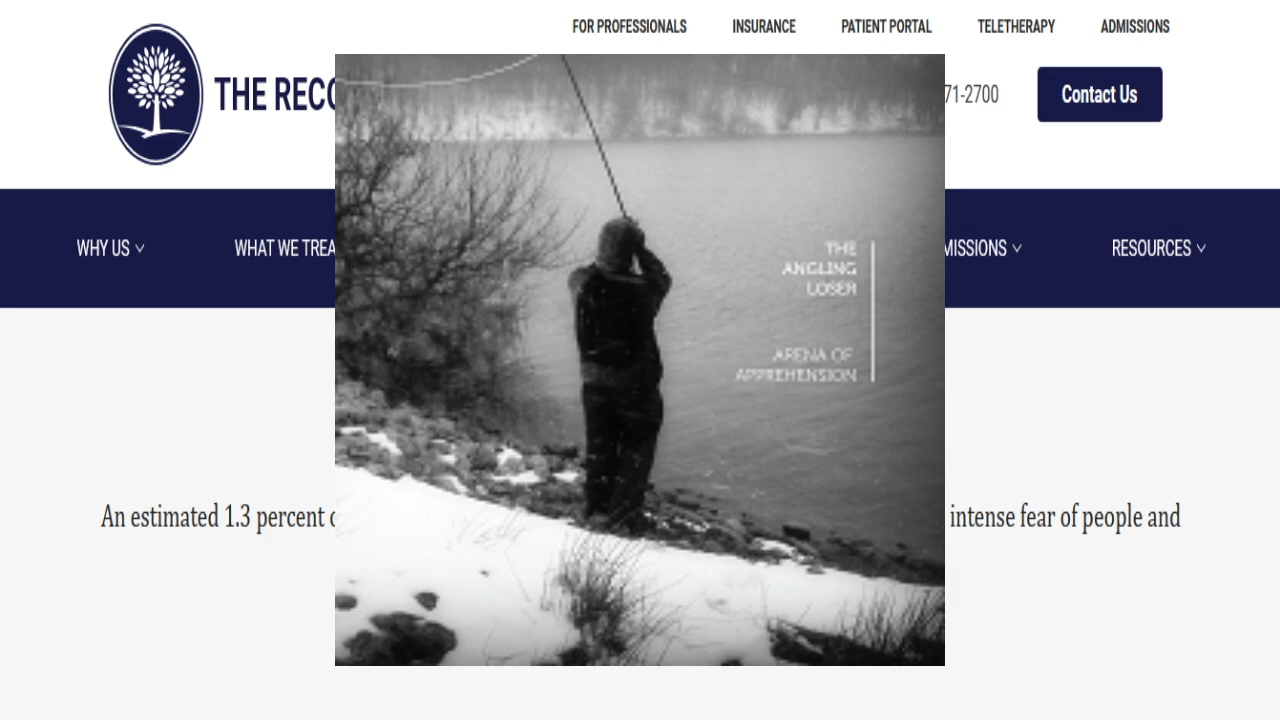 FOR PROFESSIONALS INSURANCE PATIENT PORTAL TELETHERAPY ADMISSIONS
THE RECO
71-2700
Contact Us
WHY US WHAT WE TREA MISSIONS RESOURCES
THE
ANGLING
LOSER
ARENA OF
APPREHENSION
An estimated 1.3 percent
intense fear of people and